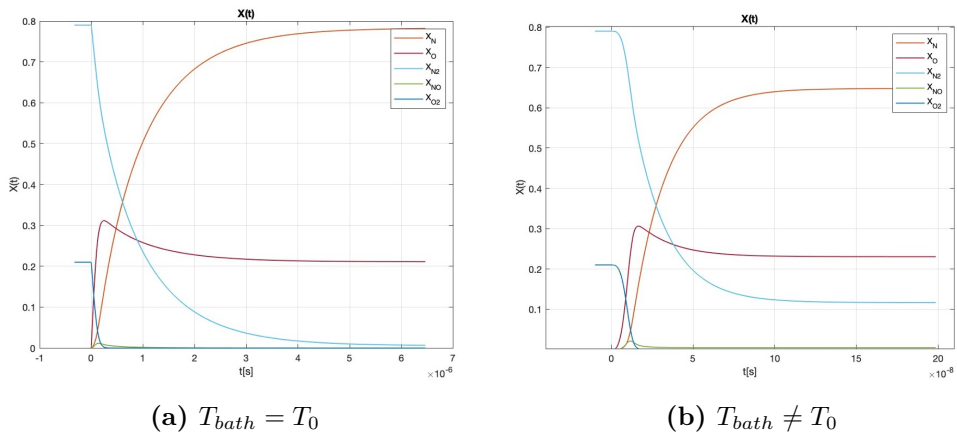 X(t)
0.8
0.7
0.6
0.5
0.4
0.3
0.2
0.1
0
X(t)
-1
0
1
2
3
4
5
6
7
t[s]
×10⁻⁶
X_N
X_O
X_N2
X_NO
X_O2
(a) T_bath = T_0
X(t)
0.8
0.7
0.6
0.5
0.4
0.3
0.2
0.1
X(t)
0
5
10
15
20
t[s]
×10⁻⁸
X_N
X_O
X_N2
X_NO
X_O2
(b) T_bath ≠ T_0